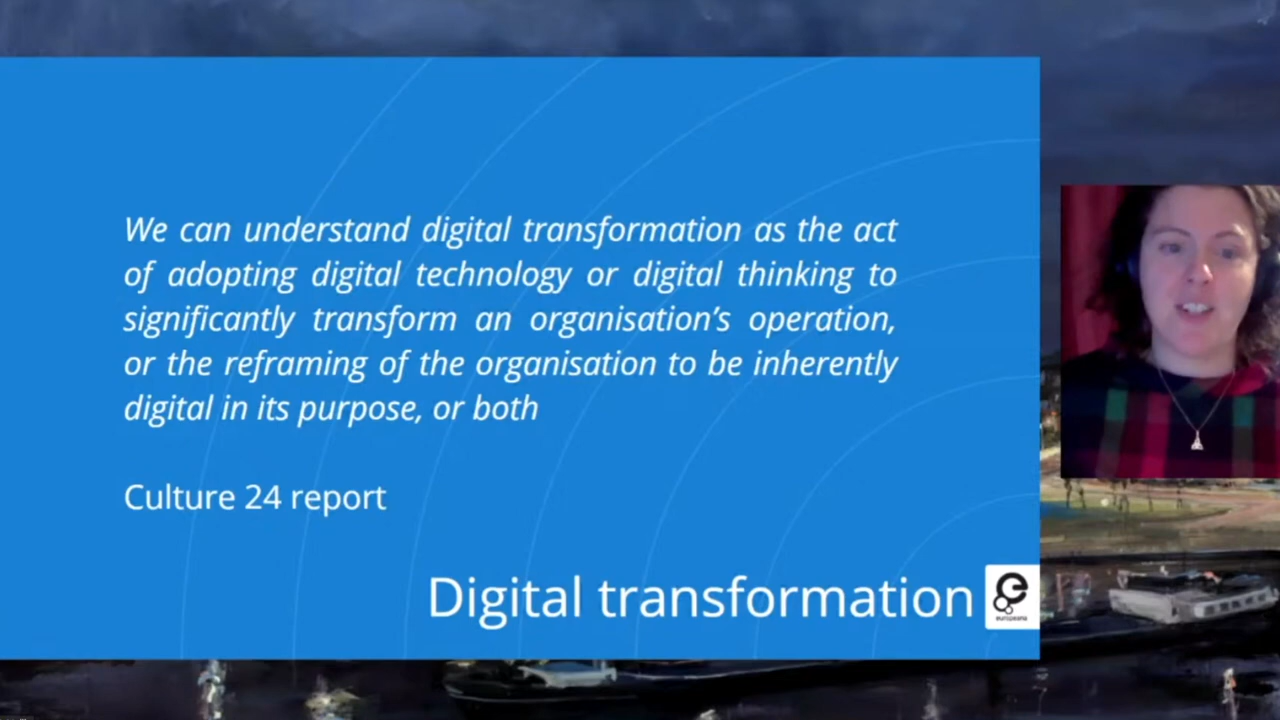 We can understand digital transformation as the act
of adopting digital technology or digital thinking to
significantly transform an organisation’s operation,
or the reframing of the organisation to be inherently
digital in its purpose, or both
Culture 24 report
Digital transformation
europeana